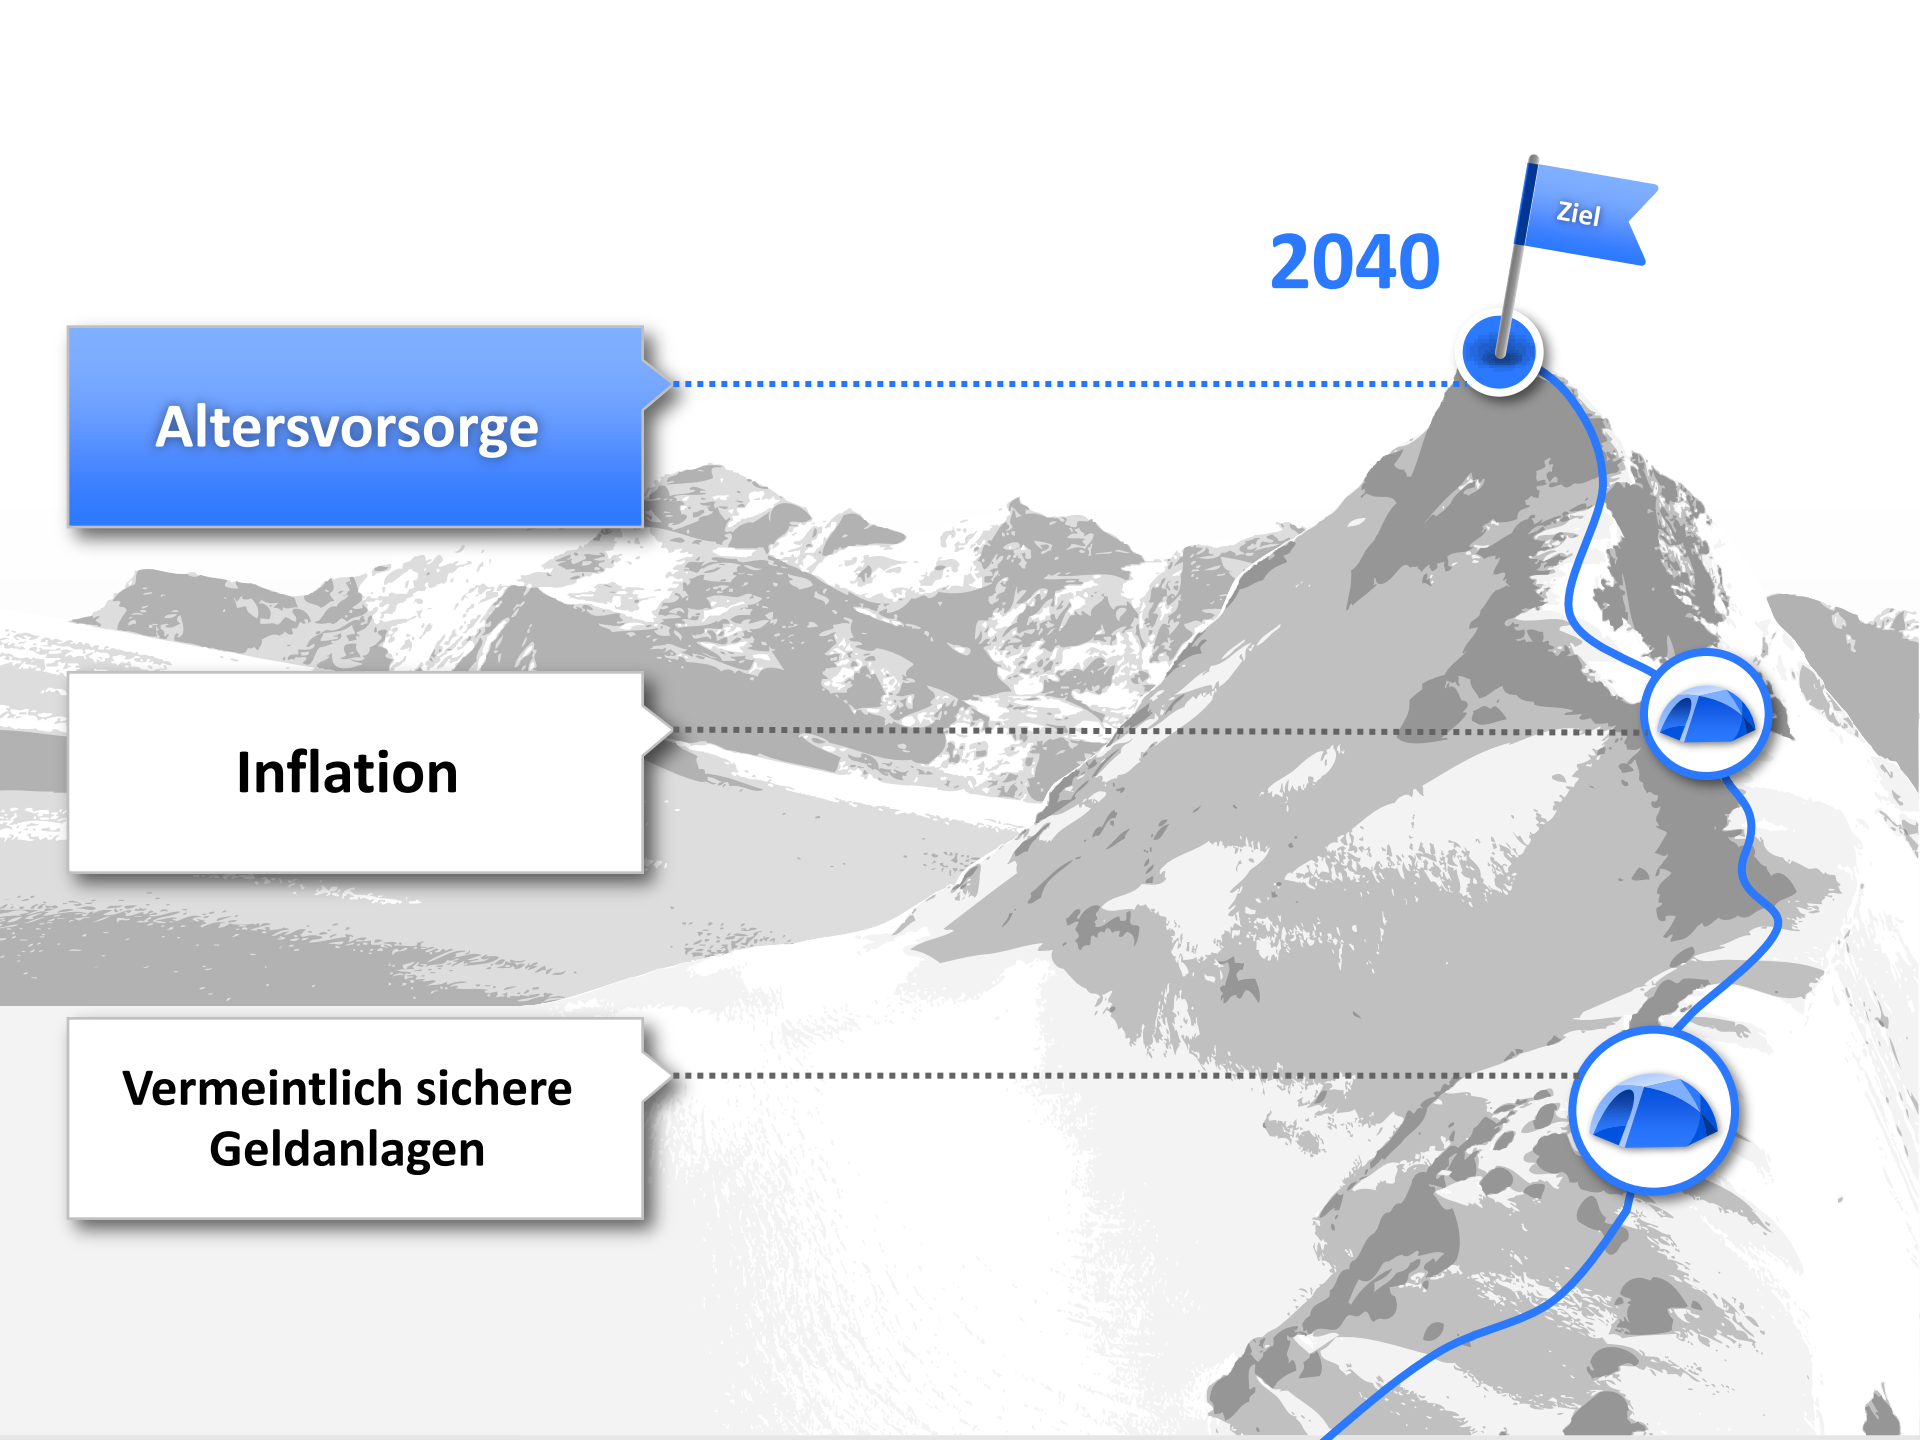 Ziel
2040
Altersvorsorge
Inflation
Vermeintlich sichere
Geldanlagen